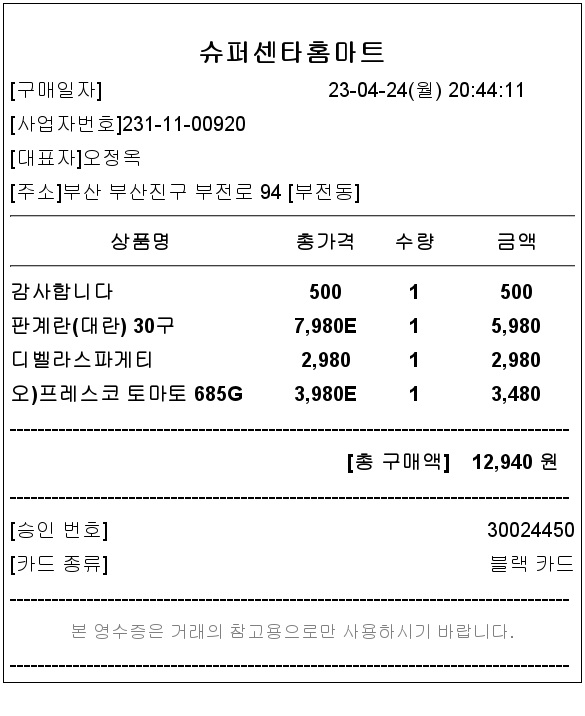 슈퍼센타홈마트
[구매일자] 23-04-24(월) 20:44:11
[사업자번호]231-11-00920
[대표자]오정옥
[주소]부산 부산진구 부전로 94 [부전동]
상품명 총가격 수량 금액
감사합니다 500 1 500
판계란(대란) 30구 7,980E 1 5,980
디벨라스파게티 2,980 1 2,980
오)프레스코 토마토 685G 3,980E 1 3,480
[총 구매액] 12,940 원
[승인 번호] 30024450
[카드 종류] 블랙 카드
본 영수증은 거래의 참고용으로만 사용하시기 바랍니다.